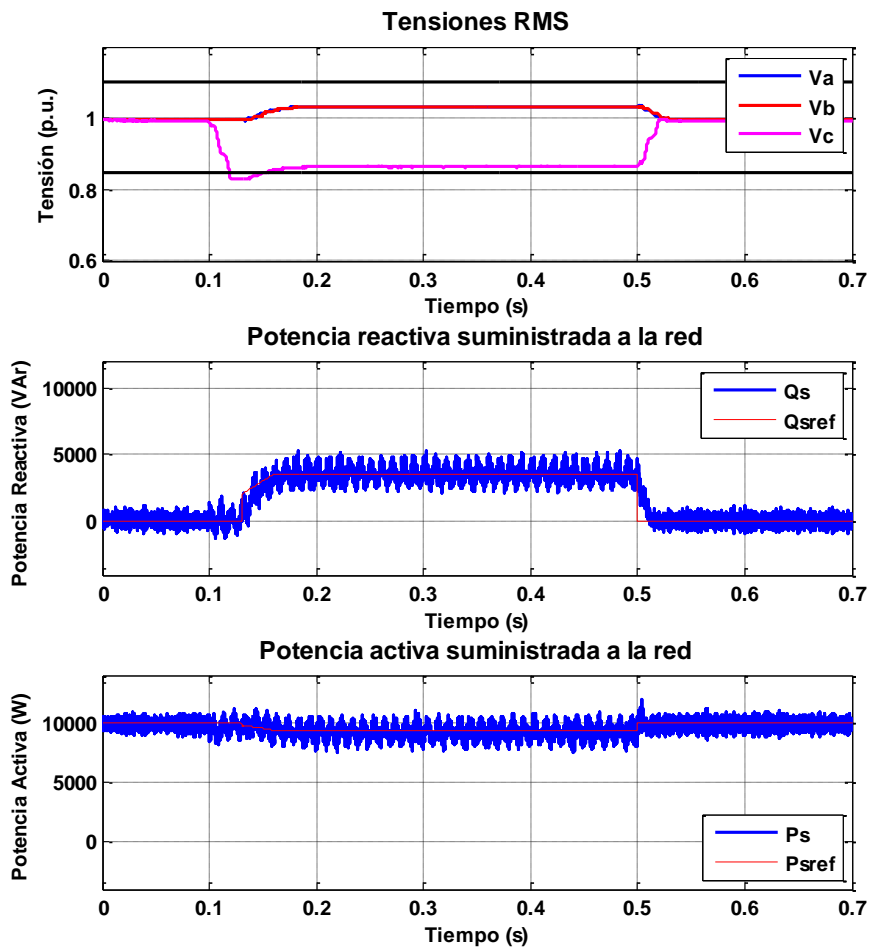 Tensiones RMS
Tensión (p.u.)
1
0.8
0.6
Va
Vb
Vc
0 0.1 0.2 0.3 0.4 0.5 0.6 0.7
Tiempo (s)
Potencia reactiva suministrada a la red
Potencia Reactiva (VAr)
10000
5000
0
Qs
Qsref
0 0.1 0.2 0.3 0.4 0.5 0.6 0.7
Tiempo (s)
Potencia activa suministrada a la red
Potencia Activa (W)
10000
5000
0
Ps
Psref
0 0.1 0.2 0.3 0.4 0.5 0.6 0.7
Tiempo (s)